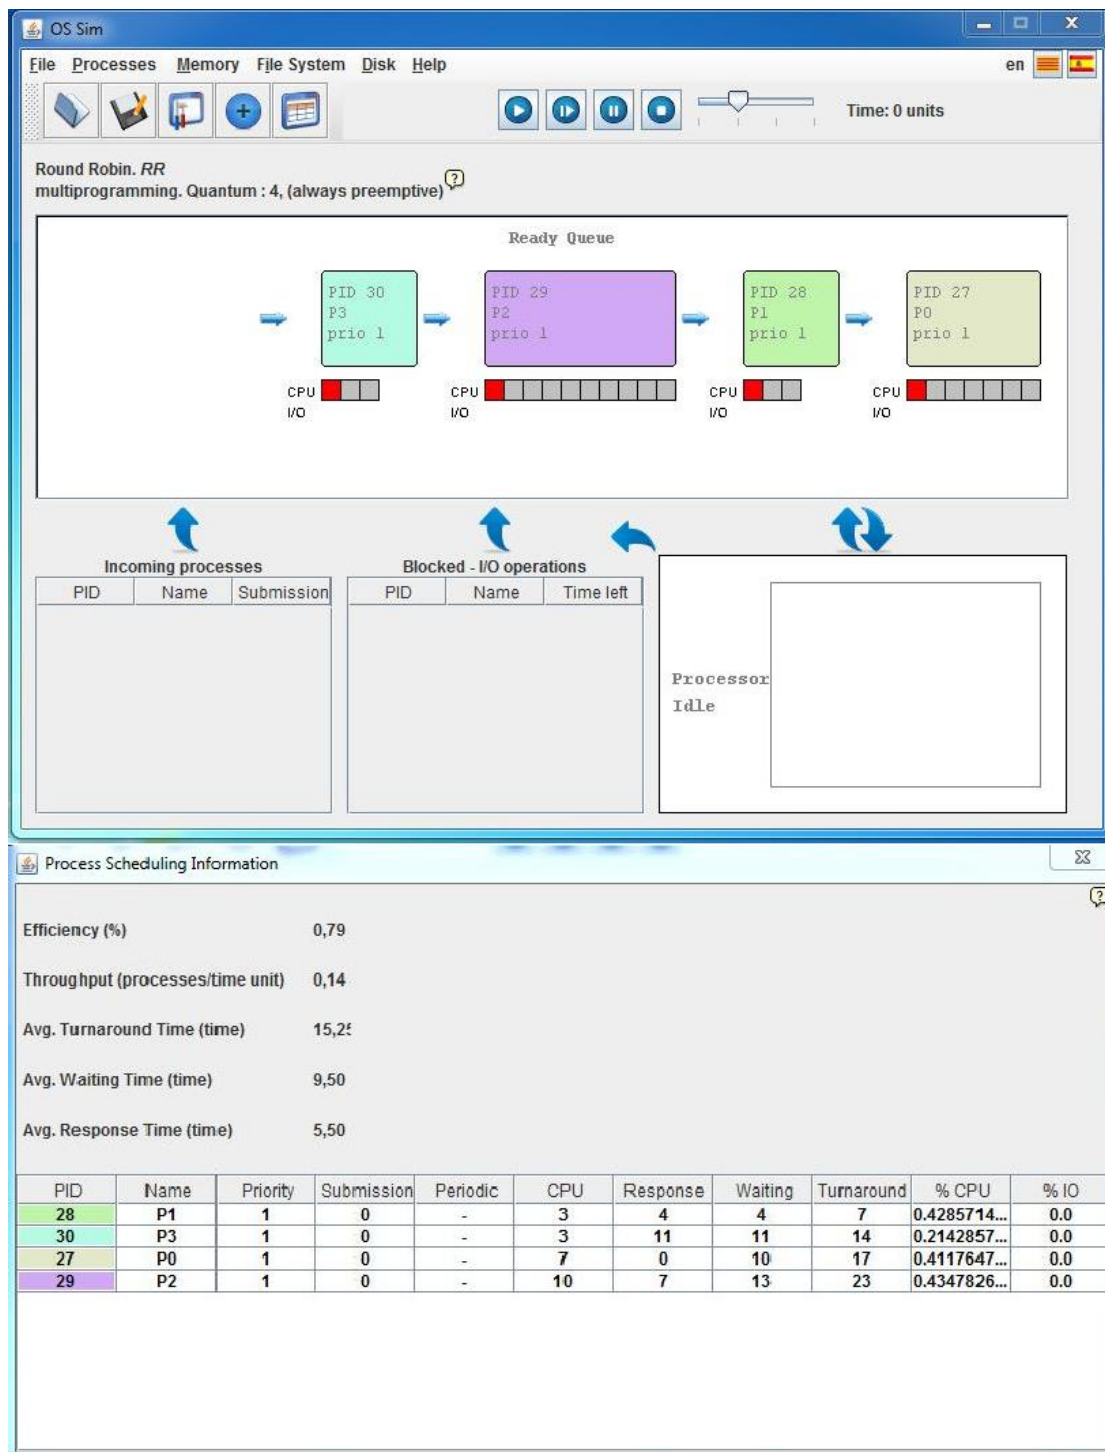 OS Sim
File Processes Memory File System Disk Help en
Time: 0 units
Round Robin. RR
multiprogramming. Quantum : 4, (always preemptive) ?
Ready Queue
PID 30 PID 29 PID 28 PID 27
P3 P2 P1 P0
prio 1 prio 1 prio 1 prio 1
CPU CPU CPU CPU
I/O I/O I/O I/O
Incoming processes Blocked - I/O operations
PID Name Submission PID Name Time left
Processor
Idle
Process Scheduling Information
?
Efficiency (%) 0,79
Throughput (processes/time unit) 0,14
Avg. Turnaround Time (time) 15,25
Avg. Waiting Time (time) 9,50
Avg. Response Time (time) 5,50
PID Name Priority Submission Periodic CPU Response Waiting Turnaround % CPU % IO
28 P1 1 0 - 3 4 4 7 0.4285714... 0.0
30 P3 1 0 - 3 11 11 14 0.2142857... 0.0
27 P0 1 0 - 7 0 10 17 0.4117647... 0.0
29 P2 1 0 - 10 7 13 23 0.4347826... 0.0